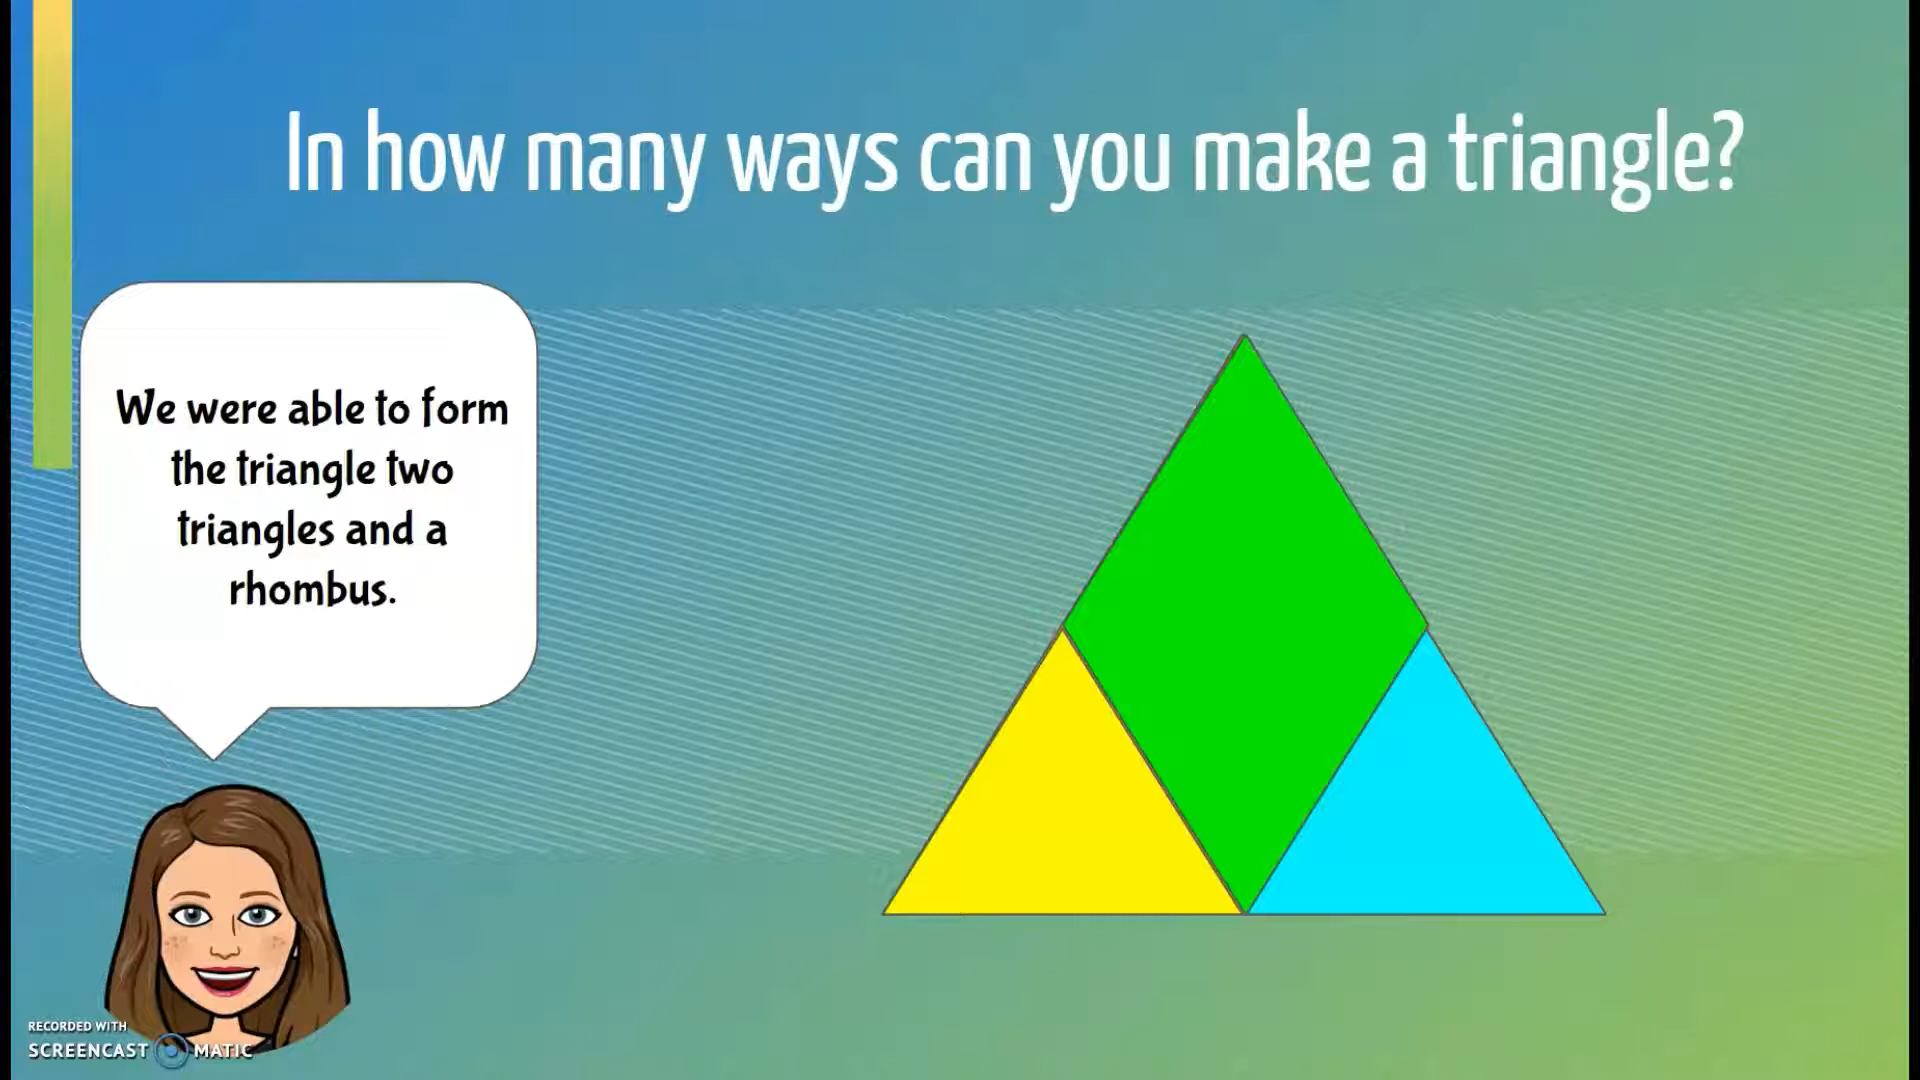 In how many ways can you make a triangle?
We were able to form
the triangle two
triangles and a
rhombus.
RECORDED WITH
SCREENCAST MATIC